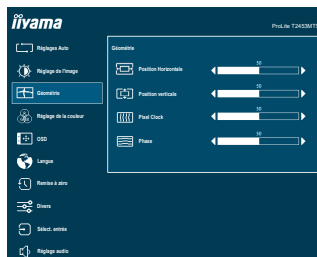 iiyama
ProLite T2453MTS
Réglages Auto
Réglage de l'Image
Géométrie
Réglage de la couleur
OSD
Langue
Remise à zéro
Divers
Sélect. entrée
Réglage audio
Géométrie
Position Horizontale
50
Position verticale
50
Pixel Clock
50
Phase
50